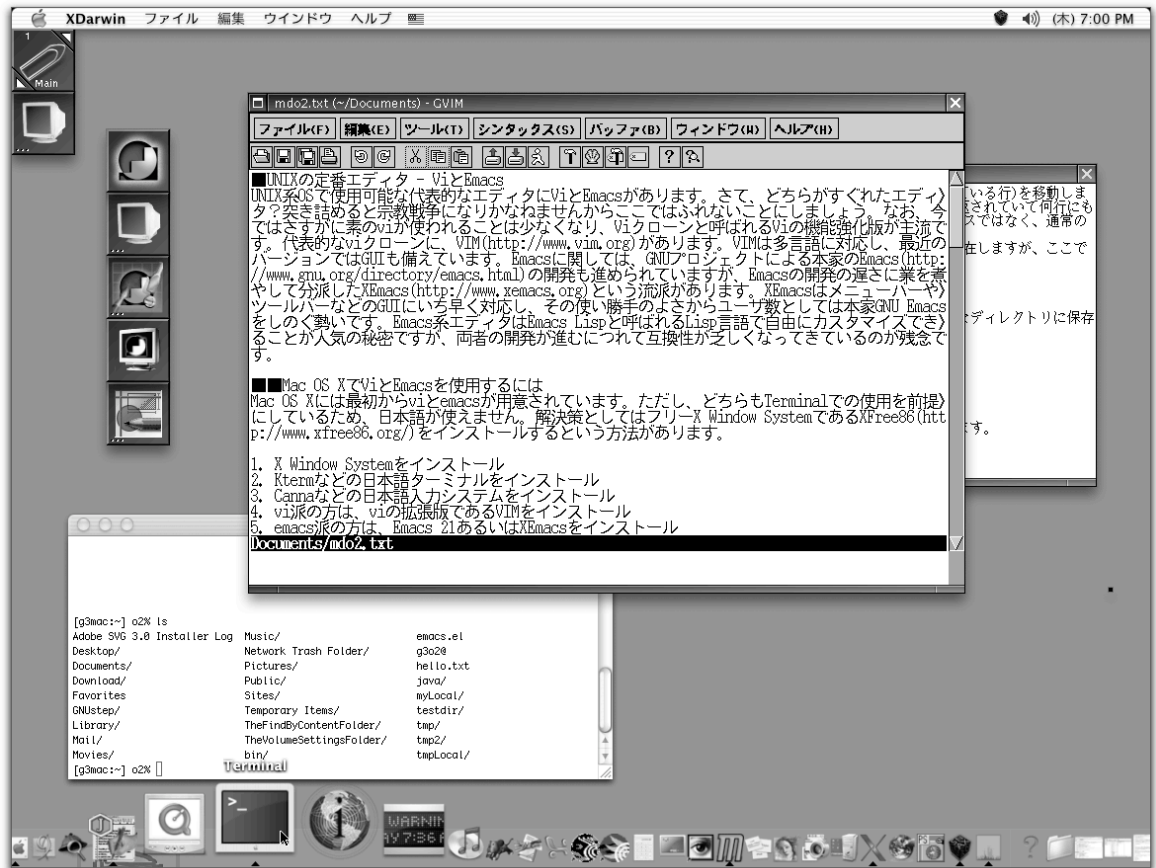 XDarwin ファイル 編集 ウインドウ ヘルプ
(木) 7:00 PM
1
Main
mdo2.txt (~/Documents) - GVIM
ファイル(F) 編集(E) ツール(T) シンタックス(S) バッファ(B) ウィンドウ(W) ヘルプ(H)
■UNIXの定番エディタ - ViとEmacs
UNIX系OSで使用可能な代表的なエディタにViとEmacsがあります。さて、どちらがすぐれたエディ
タ？突き詰めると宗教戦争になりかなねませんからここではふれないことにしましょう。なお、今
ではさすがに素のviが使われることは少なくなり、Viクローンと呼ばれるViの機能強化版が主流で
す。代表的なviクローンに、VIM(http://www.vim.org)があります。VIMは多言語に対応し、最近の
バージョンではGUIも備えています。Emacsに関しては、GNUプロジェクトによる本家のEmacs(http:
//www.gnu.org/directory/emacs.html)の開発も進められていますが、Emacsの開発の遅さに業を煮
やして分派したXEmacs(http://www.xemacs.org)という流派があります。XEmacsはメニューバーや
ツールバーなどのGUIにいち早く対応し、その使い勝手のよさからユーザ数としては本家GNU Emacs
をしのぐ勢いです。Emacs系エディタはEmacs Lispと呼ばれるLisp言語で自由にカスタマイズでき
ることが人気の秘密ですが、両者の開発が進むにつれて互換性が乏しくなってきているのが残念で
す。
■■Mac OS XでViとEmacsを使用するには
Mac OS Xには最初からviとemacsが用意されています。ただし、どちらもTerminalでの使用を前提
にしているため、日本語が使えません。解決策としてはフリーX Window SystemであるXFree86(htt
p://www.xfree86.org/)をインストールするという方法があります。
1. X Window Systemをインストール
2. Ktermなどの日本語ターミナルをインストール
3. Cannaなどの日本語入力システムをインストール
4. vi派の方は、viの拡張版であるVIMをインストール
5. emacs派の方は、Emacs 21あるいはXEmacsをインストール
Documents/mdo2.txt
いる行)を移動しま
されていて何行にも
スではなく、通常の
在しますが、ここで
ディレクトリに保存
ます。
[g3mac:~] o2% ls
Adobe SVG 3.0 Installer Log Music/ emacs.el
Desktop/ Network Trash Folder/ g3o2@
Documents/ Pictures/ hello.txt
Download/ Public/ java/
Favorites Sites/ myLocal/
GNUstep/ Temporary Items/ testdir/
Library/ TheFindByContentFolder/ tmp/
Mail/ TheVolumeSettingsFolder/ tmp2/
Movies/ bin/ tmpLocal/
[g3mac:~] o2%
Terminal
WARNIN
AY 7:36